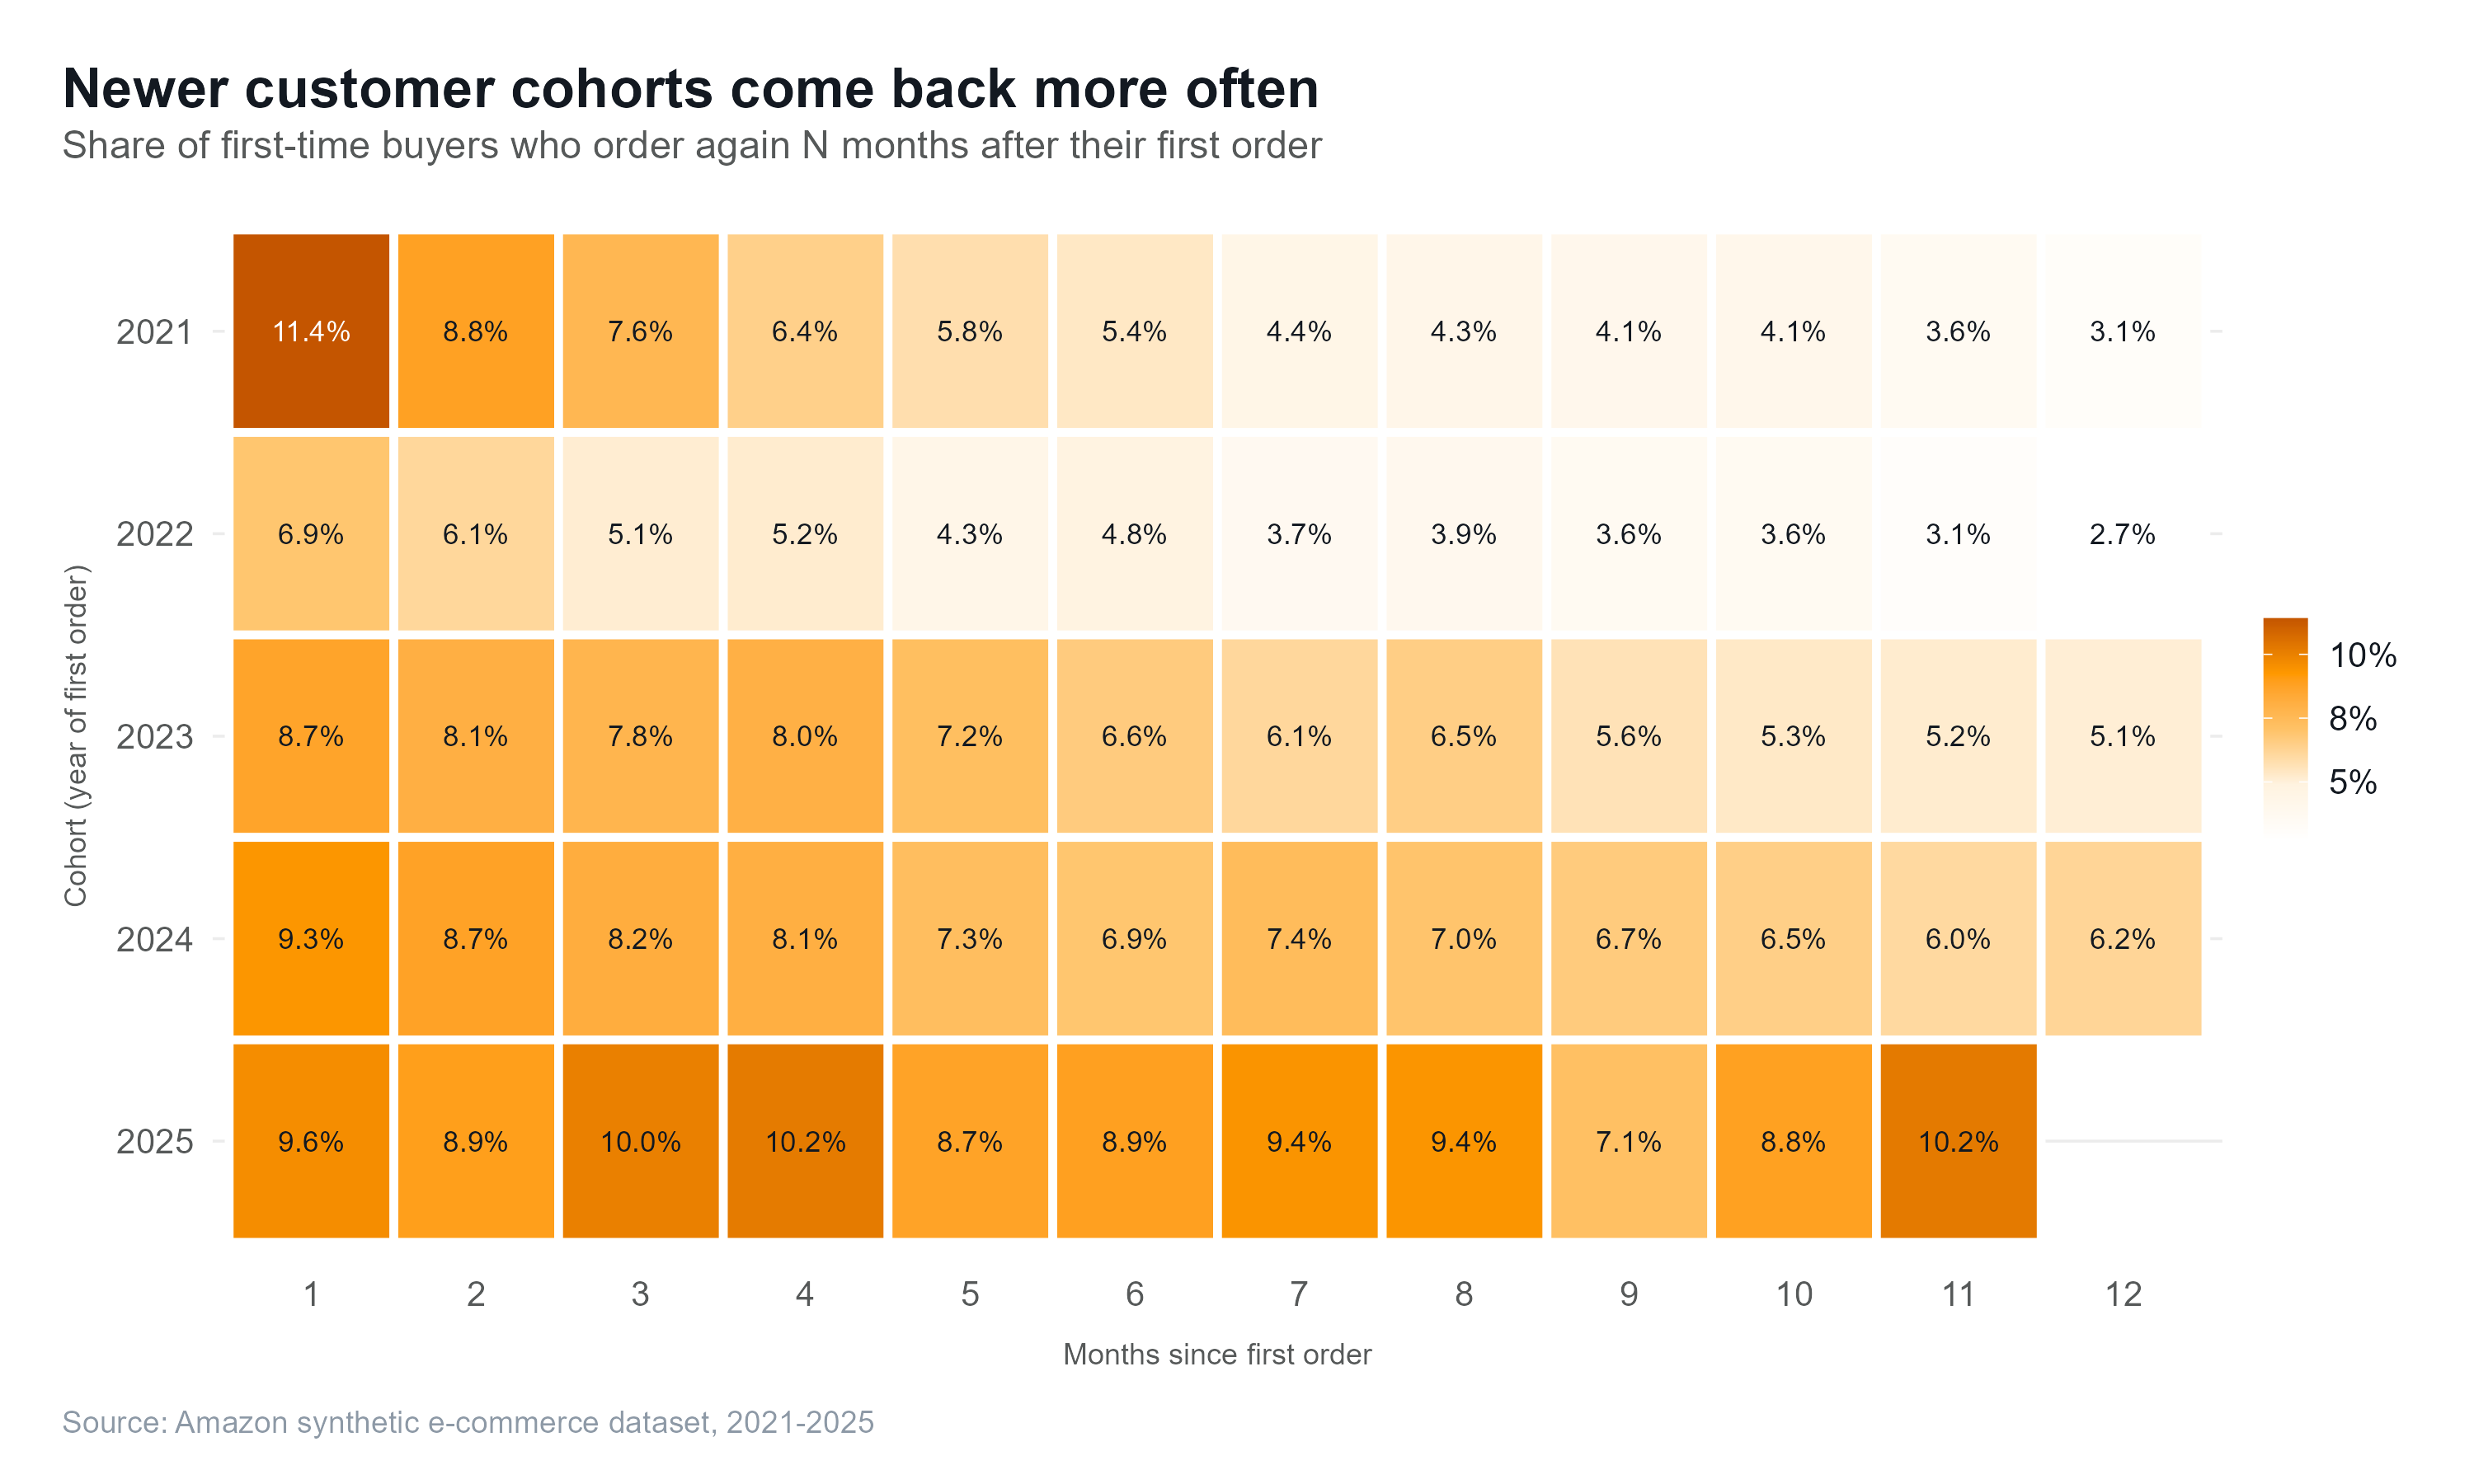 Newer customer cohorts come back more often
Share of first-time buyers who order again N months after their first order
Cohort (year of first order)
2021 11.4% 8.8% 7.6% 6.4% 5.8% 5.4% 4.4% 4.3% 4.1% 4.1% 3.6% 3.1%
2022 6.9% 6.1% 5.1% 5.2% 4.3% 4.8% 3.7% 3.9% 3.6% 3.6% 3.1% 2.7%
2023 8.7% 8.1% 7.8% 8.0% 7.2% 6.6% 6.1% 6.5% 5.6% 5.3% 5.2% 5.1%
2024 9.3% 8.7% 8.2% 8.1% 7.3% 6.9% 7.4% 7.0% 6.7% 6.5% 6.0% 6.2%
2025 9.6% 8.9% 10.0% 10.2% 8.7% 8.9% 9.4% 9.4% 7.1% 8.8% 10.2%
1 2 3 4 5 6 7 8 9 10 11 12
Months since first order
10%
8%
5%
Source: Amazon synthetic e-commerce dataset, 2021-2025